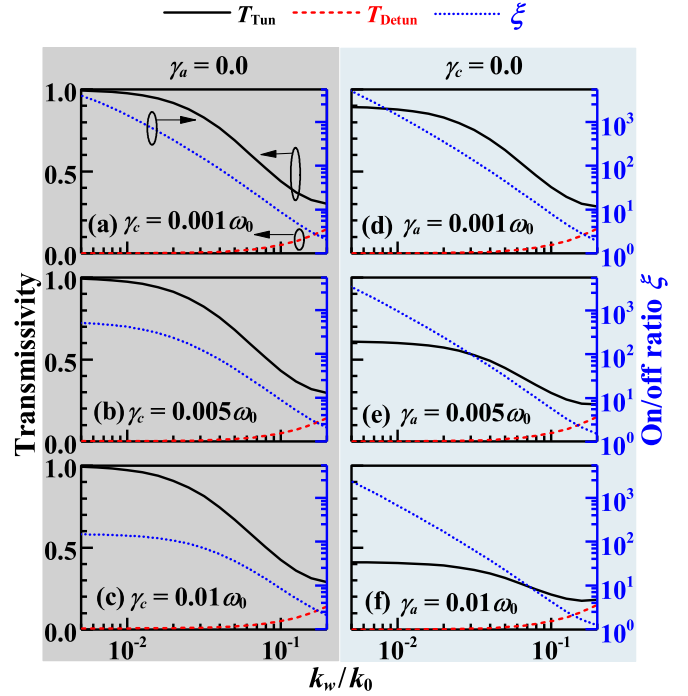 T_Tun T_Detun ξ
γ_a = 0.0 γ_c = 0.0
Transmissivity
On/off ratio ξ
1.0
0.5
0.0
(a) γ_c = 0.001ω_0
(d) γ_a = 0.001ω_0
10^3
10^2
10^1
10^0
1.0
0.5
0.0
(b) γ_c = 0.005ω_0
(e) γ_a = 0.005ω_0
10^3
10^2
10^1
10^0
1.0
0.5
0.0
(c) γ_c = 0.01ω_0
(f) γ_a = 0.01ω_0
10^3
10^2
10^1
10^0
10^-2 10^-1 10^-2 10^-1
k_w/k_0